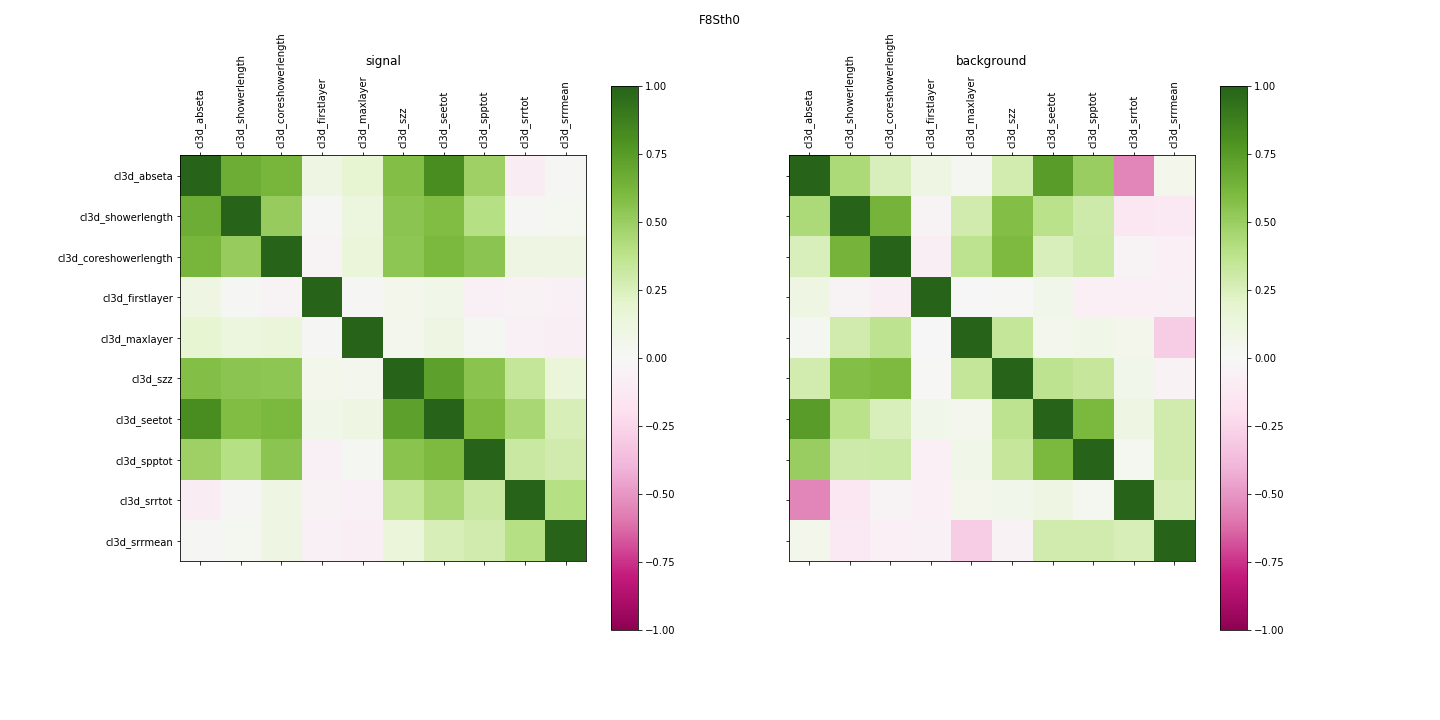 F8Sth0
signal
cl3d_abseta
cl3d_showerlength
cl3d_coreshowerlength
cl3d_firstlayer
cl3d_maxlayer
cl3d_szz
cl3d_seetot
cl3d_spptot
cl3d_srrtot
cl3d_srrmean
cl3d_abseta
cl3d_showerlength
cl3d_coreshowerlength
cl3d_firstlayer
cl3d_maxlayer
cl3d_szz
cl3d_seetot
cl3d_spptot
cl3d_srrtot
cl3d_srrmean
1.00
0.75
0.50
0.25
0.00
−0.25
−0.50
−0.75
−1.00
background
cl3d_abseta
cl3d_showerlength
cl3d_coreshowerlength
cl3d_firstlayer
cl3d_maxlayer
cl3d_szz
cl3d_seetot
cl3d_spptot
cl3d_srrtot
cl3d_srrmean
1.00
0.75
0.50
0.25
0.00
−0.25
−0.50
−0.75
−1.00